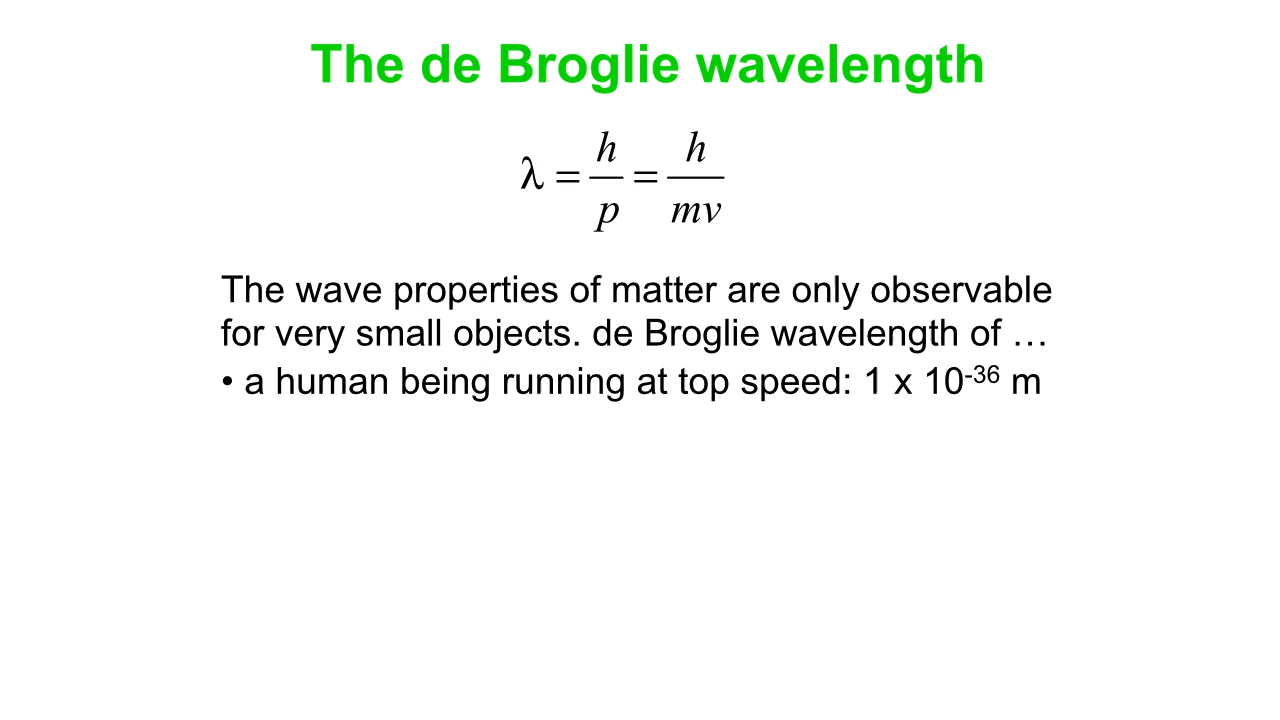 The de Broglie wavelength
λ = h/p = h/mv
The wave properties of matter are only observable
for very small objects. de Broglie wavelength of …
• a human being running at top speed: 1 x 10⁻³⁶ m